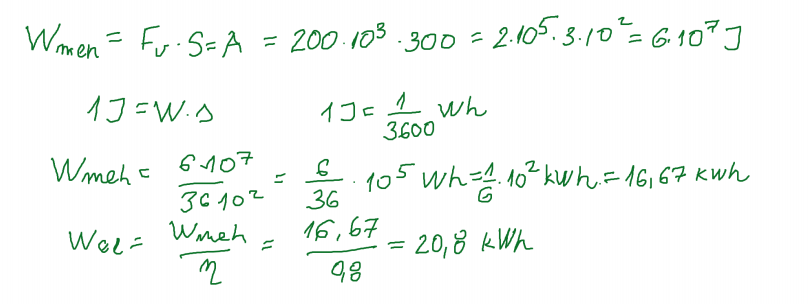 Wmeh = Fv · S = A = 200·10³ · 300 = 2·10⁵·3·10² = 6·10⁷ J
1J = W·s 1J = 1/3600 Wh
Wmeh = 6·10⁷/36·10² = 6/36 · 10⁵ Wh = 1/6 · 10² kWh = 16,67 kWh
Wel = Wmeh/η = 16,67/0,8 = 20,8 kWh